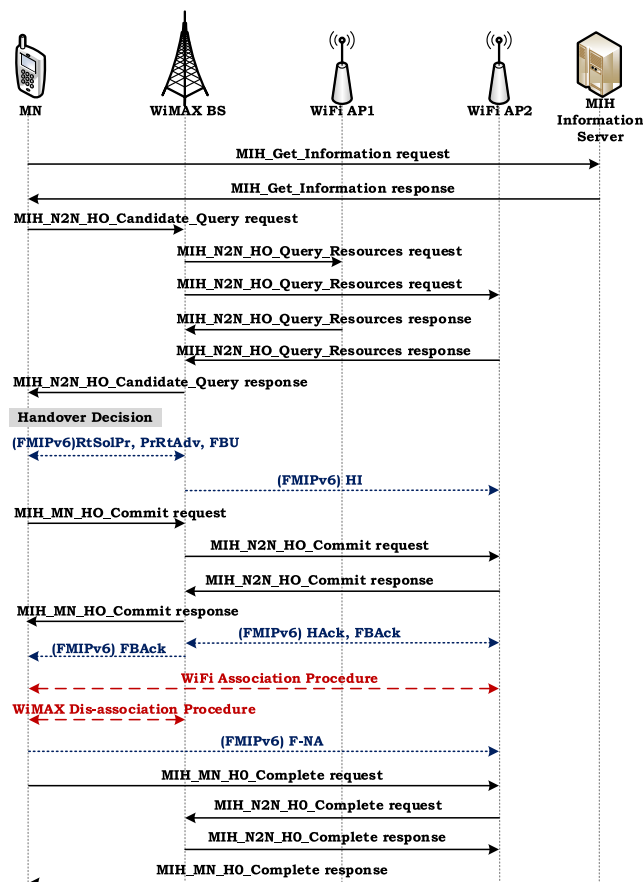 MN
WiMAX BS
WiFi AP1
WiFi AP2
MIH
Information
Server
MIH_Get_Information request
MIH_Get_Information response
MIH_N2N_HO_Candidate_Query request
MIH_N2N_HO_Query_Resources request
MIH_N2N_HO_Query_Resources request
MIH_N2N_HO_Query_Resources response
MIH_N2N_HO_Query_Resources response
MIH_N2N_HO_Candidate_Query response
Handover Decision
(FMIPv6)RtSolPr, PrRtAdv, FBU
(FMIPv6) HI
MIH_MN_HO_Commit request
MIH_N2N_HO_Commit request
MIH_N2N_HO_Commit response
MIH_MN_HO_Commit response
(FMIPv6) HAck, FBAck
(FMIPv6) FBAck
WiFi Association Procedure
WiMAX Dis-association Procedure
(FMIPv6) F-NA
MIH_MN_H0_Complete request
MIH_N2N_H0_Complete request
MIH_N2N_H0_Complete response
MIH_MN_H0_Complete response